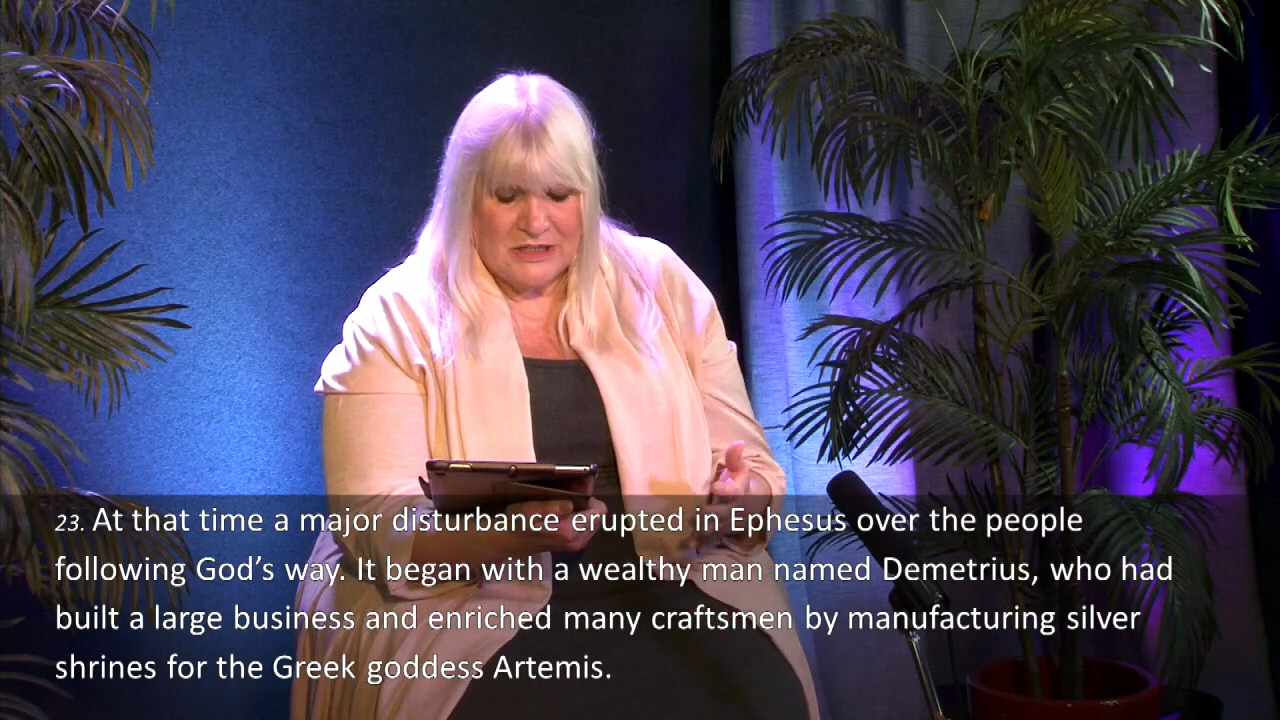 23. At that time a major disturbance erupted in Ephesus over the people
following God’s way. It began with a wealthy man named Demetrius, who had
built a large business and enriched many craftsmen by manufacturing silver
shrines for the Greek goddess Artemis.